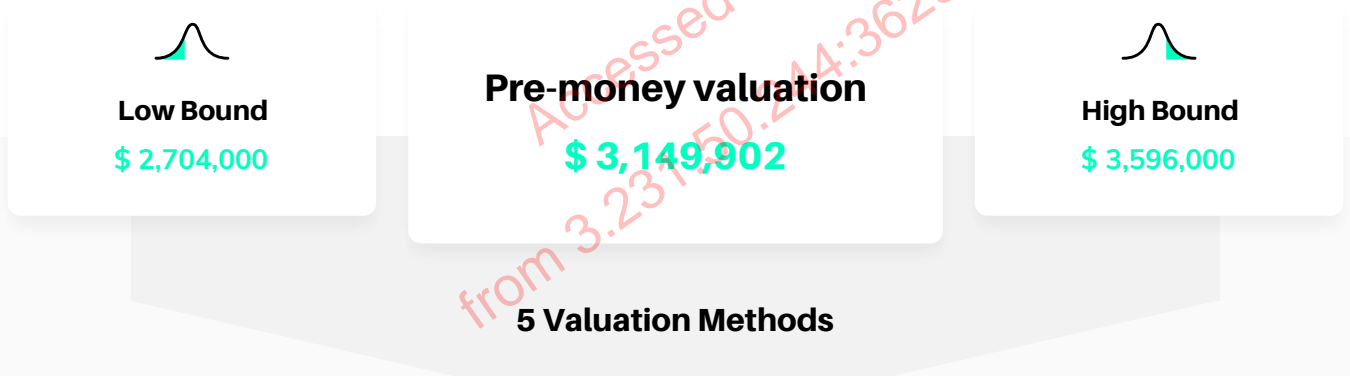 Low Bound
$ 2,704,000
Pre-money valuation
$ 3,149,902
High Bound
$ 3,596,000
5 Valuation Methods
Accessed